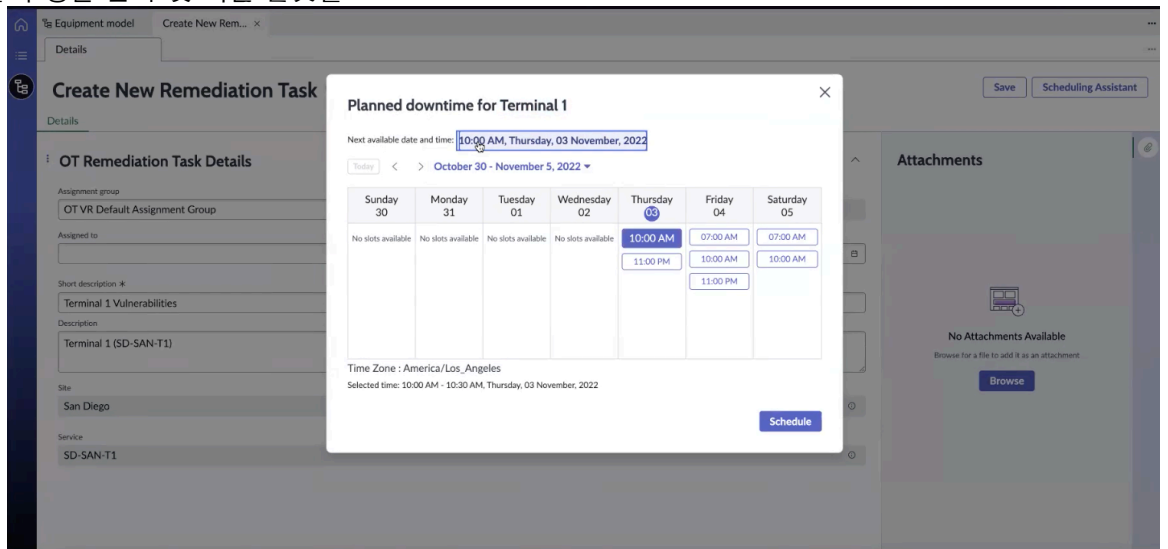 Equipment model
Create New Rem... ×
Details
Create New Remediation Task
Save
Scheduling Assistant
Details
OT Remediation Task Details
Assignment group
OT VR Default Assignment Group
Assigned to
Short description *
Terminal 1 Vulnerabilities
Description
Terminal 1 (SD-SAN-T1)
Site
San Diego
Service
SD-SAN-T1
Planned downtime for Terminal 1
Next available date and time: 10:00 AM, Thursday, 03 November, 2022
Today < > October 30 - November 5, 2022
Sunday Monday Tuesday Wednesday Thursday Friday Saturday
30 31 01 02 03 04 05
No slots available No slots available No slots available No slots available 10:00 AM 07:00 AM 07:00 AM
11:00 PM 10:00 AM 10:00 AM
11:00 PM
Time Zone : America/Los_Angeles
Selected time: 10:00 AM - 10:30 AM, Thursday, 03 November, 2022
Schedule
Attachments
No Attachments Available
Browse for a file to add it as an attachment
Browse